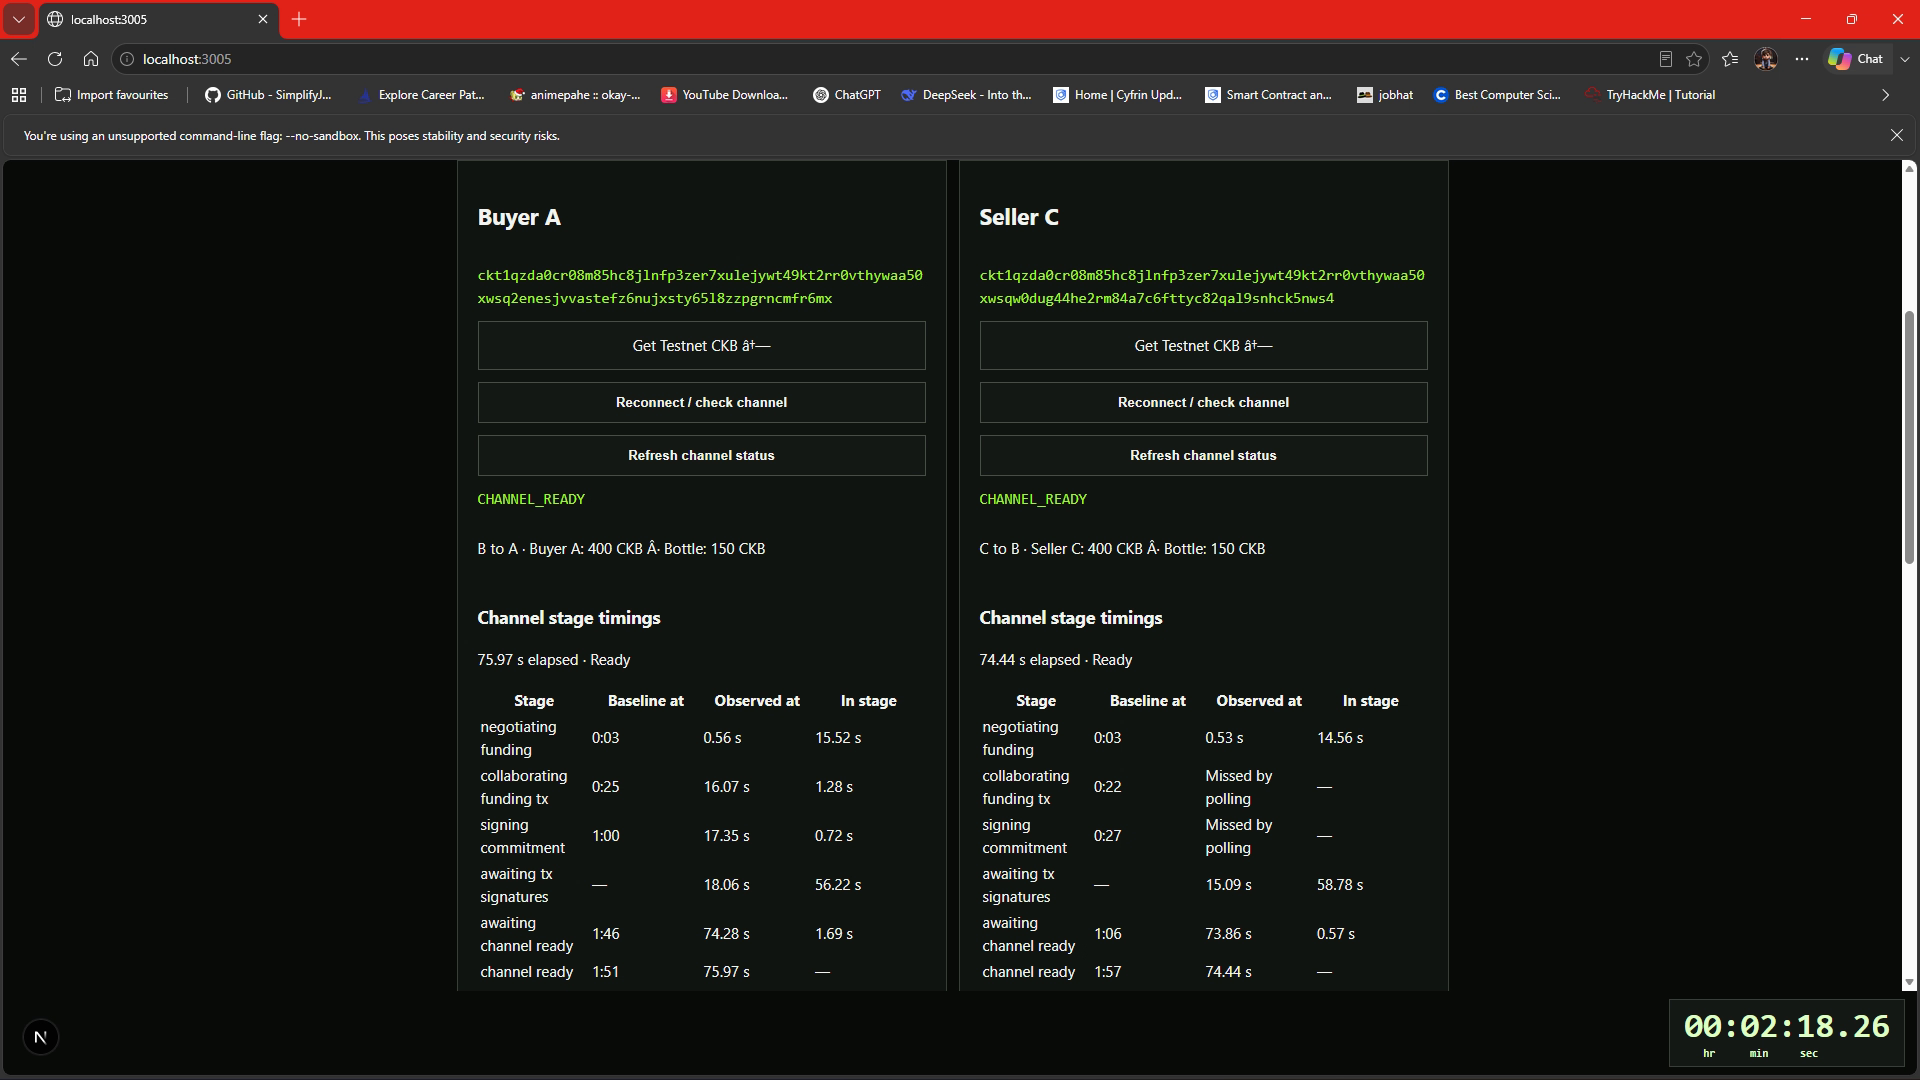 localhost:3005
localhost:3005
Chat
Import favourites
GitHub - SimplifyJ...
Explore Career Pat...
animepahe :: okay-...
YouTube Downloa...
ChatGPT
DeepSeek - Into th...
Home | Cyfrin Upd...
Smart Contract an...
jobhat
Best Computer Sci...
TryHackMe | Tutorial
You're using an unsupported command-line flag: --no-sandbox. This poses stability and security risks.
Buyer A
ckt1qzda0cr08m85hc8jlnfp3zer7xulejywt49kt2rr0vthywaa50
xwsq2enesjvvastefz6nujxsty65l8zzpgrncmfr6mx
Get Testnet CKB â†—
Reconnect / check channel
Refresh channel status
CHANNEL_READY
B to A · Buyer A: 400 CKB Â· Bottle: 150 CKB
Channel stage timings
75.97 s elapsed · Ready
Stage Baseline at Observed at In stage
negotiating funding 0:03 0.56 s 15.52 s
collaborating funding tx 0:25 16.07 s 1.28 s
signing commitment 1:00 17.35 s 0.72 s
awaiting tx signatures — 18.06 s 56.22 s
awaiting channel ready 1:46 74.28 s 1.69 s
channel ready 1:51 75.97 s —
Seller C
ckt1qzda0cr08m85hc8jlnfp3zer7xulejywt49kt2rr0vthywaa50
xwsqw0dug44he2rm84a7c6fttyc82qal9snhck5nws4
Get Testnet CKB â†—
Reconnect / check channel
Refresh channel status
CHANNEL_READY
C to B · Seller C: 400 CKB Â· Bottle: 150 CKB
Channel stage timings
74.44 s elapsed · Ready
Stage Baseline at Observed at In stage
negotiating funding 0:03 0.53 s 14.56 s
collaborating funding tx 0:22 Missed by polling —
signing commitment 0:27 Missed by polling —
awaiting tx signatures — 15.09 s 58.78 s
awaiting channel ready 1:06 73.86 s 0.57 s
channel ready 1:57 74.44 s —
N
00:02:18.26
hr min sec